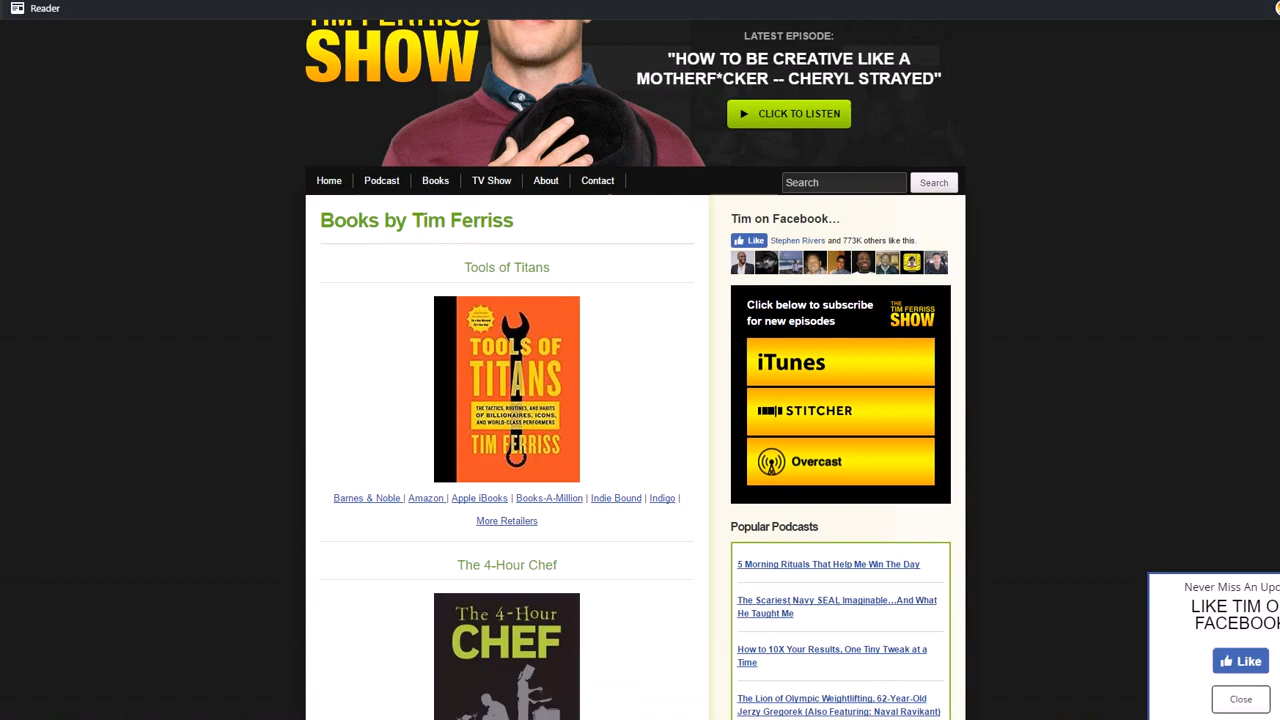 Reader
TIM FERRISS
SHOW
LATEST EPISODE:
"HOW TO BE CREATIVE LIKE A
MOTHERF*CKER -- CHERYL STRAYED"
CLICK TO LISTEN
Home
Podcast
Books
TV Show
About
Contact
Search
Search
Books by Tim Ferriss
Tools of Titans
TOOLS OF
TITANS
THE TACTICS, ROUTINES, AND HABITS
OF BILLIONAIRES, ICONS,
AND WORLD-CLASS PERFORMERS
TIM FERRISS
Barnes & Noble | Amazon | Apple iBooks | Books-A-Million | Indie Bound | Indigo |
More Retailers
The 4-Hour Chef
The 4-Hour
CHEF
Tim on Facebook…
Like
Stephen Rivers and 773K others like this.
Click below to subscribe
for new episodes
THE
TIM FERRISS
SHOW
iTunes
STITCHER
Overcast
Popular Podcasts
5 Morning Rituals That Help Me Win The Day
The Scariest Navy SEAL Imaginable…And What
He Taught Me
How to 10X Your Results, One Tiny Tweak at a
Time
The Lion of Olympic Weightlifting, 62-Year-Old
Jerzy Gregorek (Also Featuring: Naval Ravikant)
Never Miss An Upd
LIKE TIM O
FACEBOOK
Like
Close